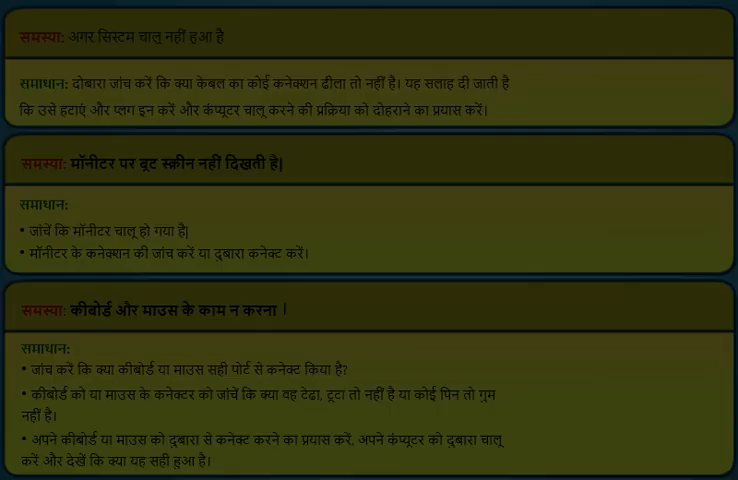 समस्या: अगर सिस्टम चालू नहीं हुआ है
समाधान: दोबारा जांच करें कि क्या केबल का कोई कनेक्शन ढीला तो नहीं है। यह सलाह दी जाती है
कि उसे हटाएं और प्लग इन करें और कंप्यूटर चालू करने की प्रक्रिया को दोहराने का प्रयास करें।
समस्या: मॉनीटर पर बूट स्क्रीन नहीं दिखती है|
समाधान:
• जांचें कि मॉनीटर चालू हो गया है|
• मॉनीटर के कनेक्शन की जांच करें या दुबारा कनेक्ट करें।
समस्या: कीबोर्ड और माउस के काम न करना ।
समाधान:
• जांच करें कि क्या कीबोर्ड या माउस सही पोर्ट से कनेक्ट किया है?
• कीबोर्ड को या माउस के कनेक्टर को जांचें कि क्या वह टेढा, टूटा तो नहीं है या कोई पिन तो गुम
नहीं है।
• अपने कीबोर्ड या माउस को दुबारा से कनेक्ट करने का प्रयास करें, अपने कंप्यूटर को दुबारा चालू
करें और देखें कि क्या यह सही हुआ है।